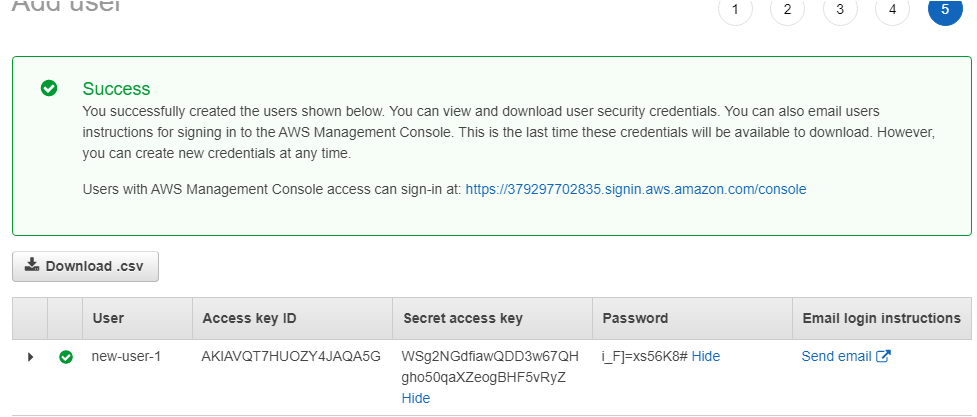 Add user
1 2 3 4 5
Success
You successfully created the users shown below. You can view and download user security credentials. You can also email users
instructions for signing in to the AWS Management Console. This is the last time these credentials will be available to download. However,
you can create new credentials at any time.
Users with AWS Management Console access can sign-in at: https://379297702835.signin.aws.amazon.com/console
Download .csv
User Access key ID Secret access key Password Email login instructions
new-user-1 AKIAVQT7HUOZY4JAQA5G WSg2NGdfiawQDD3w67QH i_F]=xs56K8# Hide Send email
gho50qaXZeogBHF5vRyZ
Hide